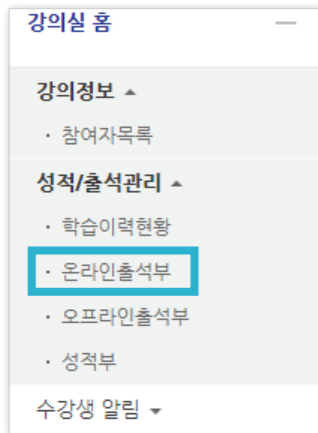 강의실 홈
강의정보 ▲
· 참여자목록
성적/출석관리 ▲
· 학습이력현황
· 온라인출석부
· 오프라인출석부
· 성적부
수강생 알림 ▼